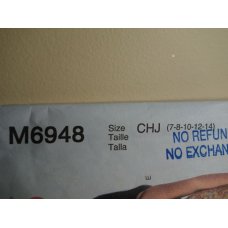 M6948
Size
Taille
Talla
CHJ (7-8-10-12-14)
NO REFUN
NO EXCHAN